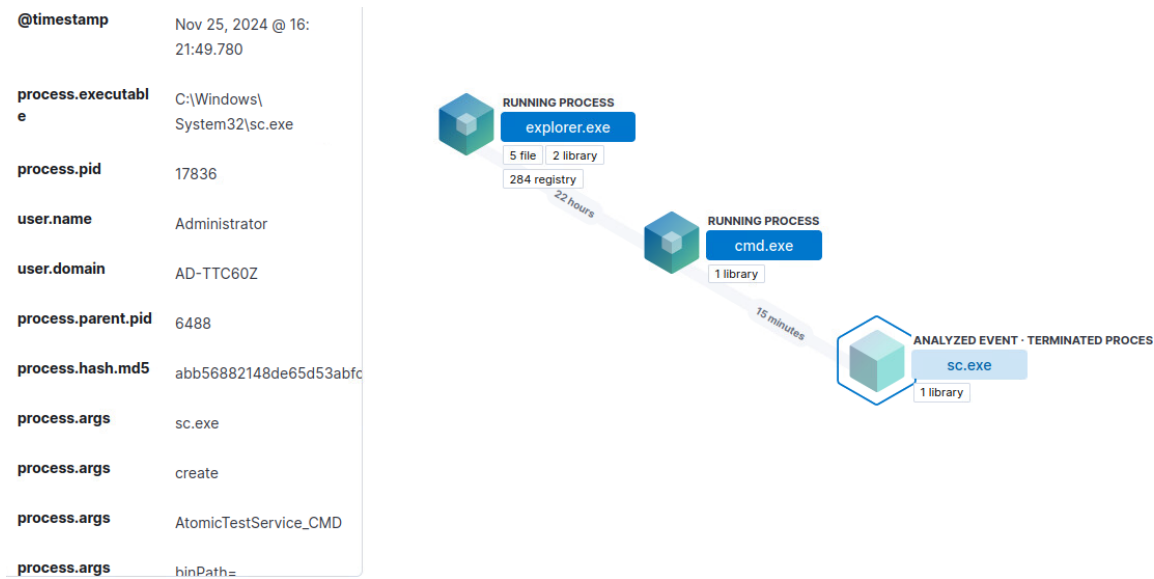 @timestamp
Nov 25, 2024 @ 16:
21:49.780
process.executabl
e
C:\Windows\
System32\sc.exe
process.pid
17836
user.name
Administrator
user.domain
AD-TTC60Z
process.parent.pid
6488
process.hash.md5
abb56882148de65d53abfc
process.args
sc.exe
process.args
create
process.args
AtomicTestService_CMD
process.args
binPath=
RUNNING PROCESS
explorer.exe
5 file
2 library
284 registry
22 hours
RUNNING PROCESS
cmd.exe
1 library
15 minutes
ANALYZED EVENT · TERMINATED PROCES
sc.exe
1 library